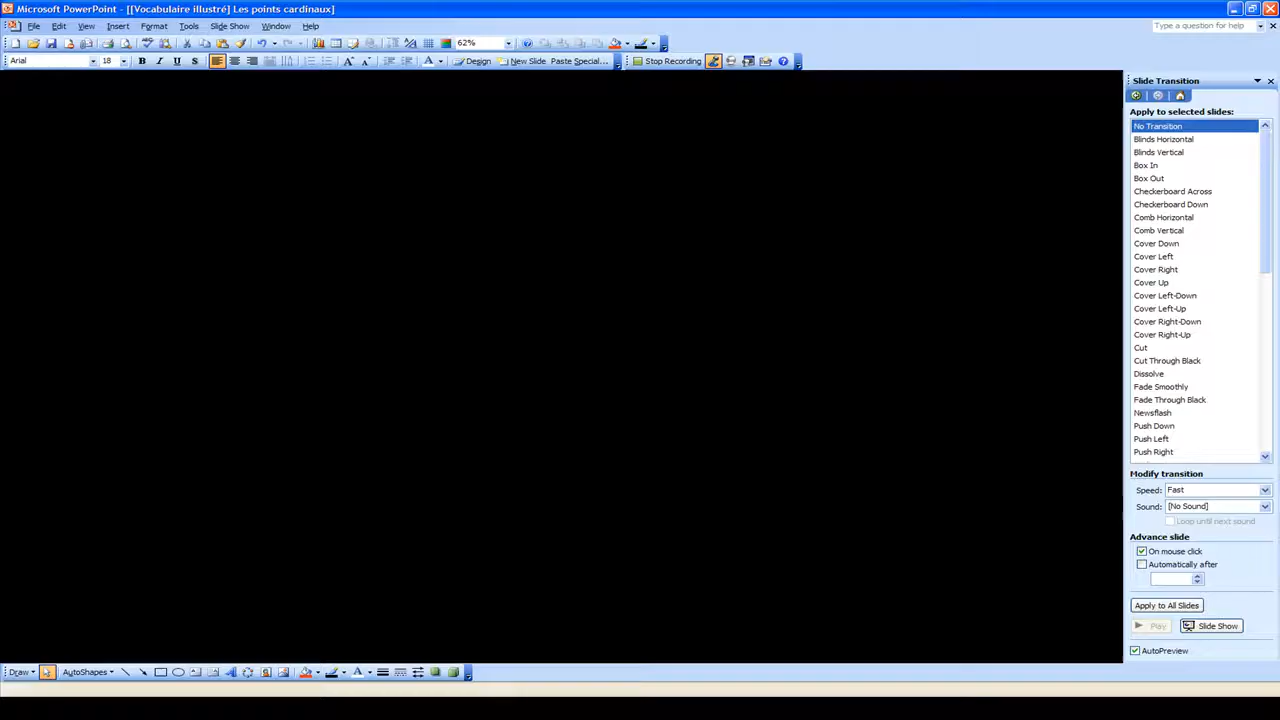 Microsoft PowerPoint - [[Vocabulaire illustré] Les points cardinaux]
File Edit View Insert Format Tools Slide Show Window Help
Type a question for help
62%
Arial 18 B I U S A Design New Slide Paste Special... Stop Recording
Slide Transition
Apply to selected slides:
No Transition
Blinds Horizontal
Blinds Vertical
Box In
Box Out
Checkerboard Across
Checkerboard Down
Comb Horizontal
Comb Vertical
Cover Down
Cover Left
Cover Right
Cover Up
Cover Left-Down
Cover Left-Up
Cover Right-Down
Cover Right-Up
Cut
Cut Through Black
Dissolve
Fade Smoothly
Fade Through Black
Newsflash
Push Down
Push Left
Push Right
Modify transition
Speed: Fast
Sound: [No Sound]
Loop until next sound
Advance slide
On mouse click
Automatically after
Apply to All Slides
Play Slide Show
AutoPreview
Draw AutoShapes A